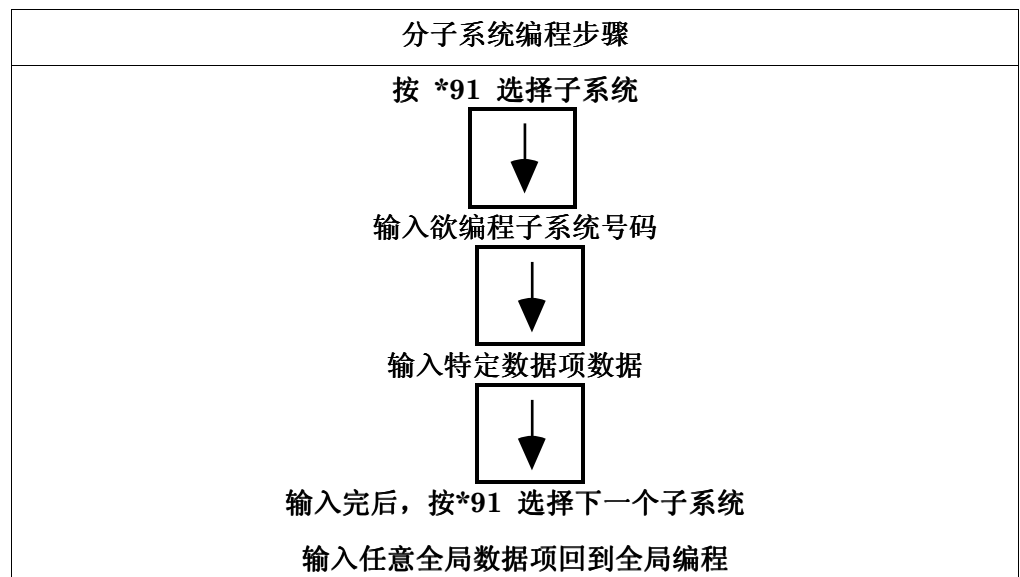 分子系统编程步骤
按 *91 选择子系统
输入欲编程子系统号码
输入特定数据项数据
输入完后，按*91 选择下一个子系统
输入任意全局数据项回到全局编程